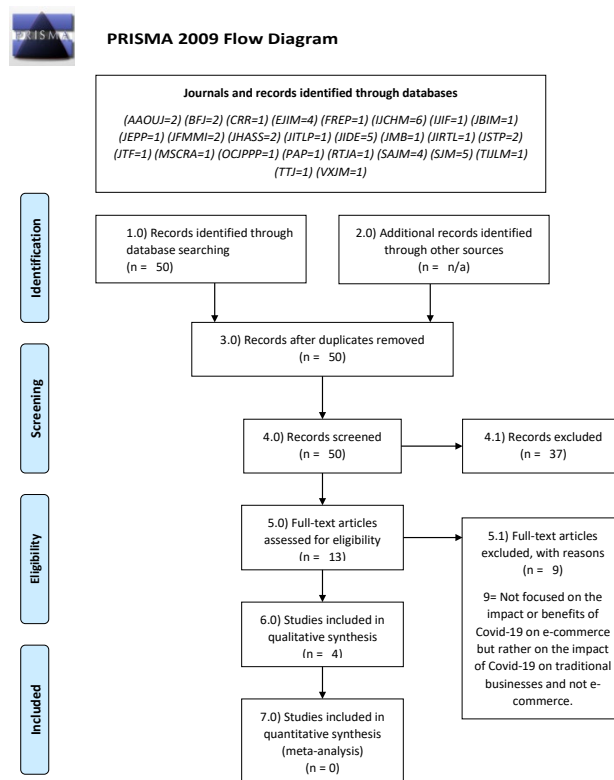 PRISMA
PRISMA 2009 Flow Diagram
Journals and records identified through databases
(AAOUJ=2) (BFJ=2) (CRR=1) (EJIM=4) (FREP=1) (IJCHM=6) (IJIF=1) (JBIM=1)
(JEPP=1) (JFMMI=2) (JHASS=2) (JITLP=1) (JIDE=5) (JMB=1) (JIRTL=1) (JSTP=2)
(JTF=1) (MSCRA=1) (OCJPPP=1) (PAP=1) (RTJA=1) (SAJM=4) (SJM=5) (TIJLM=1)
(TTJ=1) (VXJM=1)
Identification
1.0) Records identified through
database searching
(n = 50)
2.0) Additional records identified
through other sources
(n = n/a)
3.0) Records after duplicates removed
(n = 50)
Screening
4.0) Records screened
(n = 50)
4.1) Records excluded
(n = 37)
Eligibility
5.0) Full-text articles
assessed for eligibility
(n = 13)
5.1) Full-text articles
excluded, with reasons
(n = 9)
9= Not focused on the
impact or benefits of
Covid-19 on e-commerce
but rather on the impact
of Covid-19 on traditional
businesses and not e-
commerce.
6.0) Studies included in
qualitative synthesis
(n = 4)
Included
7.0) Studies included in
quantitative synthesis
(meta-analysis)
(n = 0)